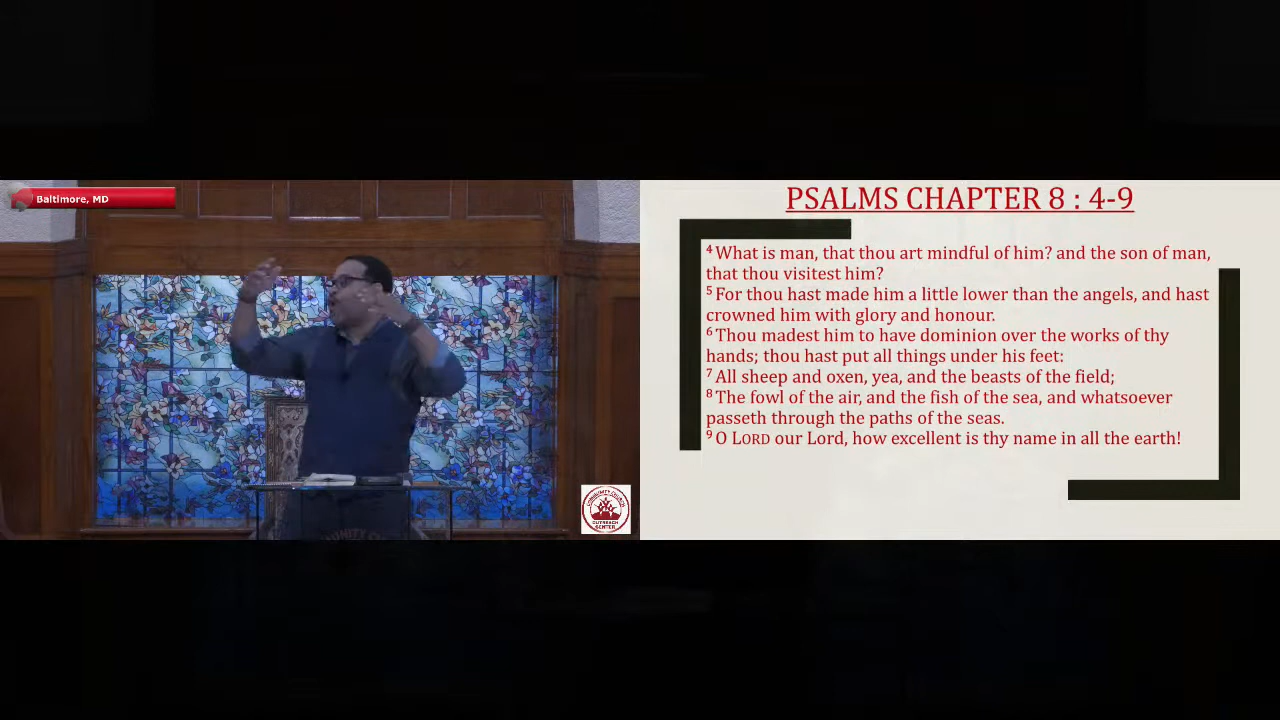 Baltimore, MD
PSALMS CHAPTER 8 : 4-9
4 What is man, that thou art mindful of him? and the son of man,
that thou visitest him?
5 For thou hast made him a little lower than the angels, and hast
crowned him with glory and honour.
6 Thou madest him to have dominion over the works of thy
hands; thou hast put all things under his feet:
7 All sheep and oxen, yea, and the beasts of the field;
8 The fowl of the air, and the fish of the sea, and whatsoever
passeth through the paths of the seas.
9 O LORD our Lord, how excellent is thy name in all the earth!
COMMUNITY CHURCH
OUTREACH
CENTER